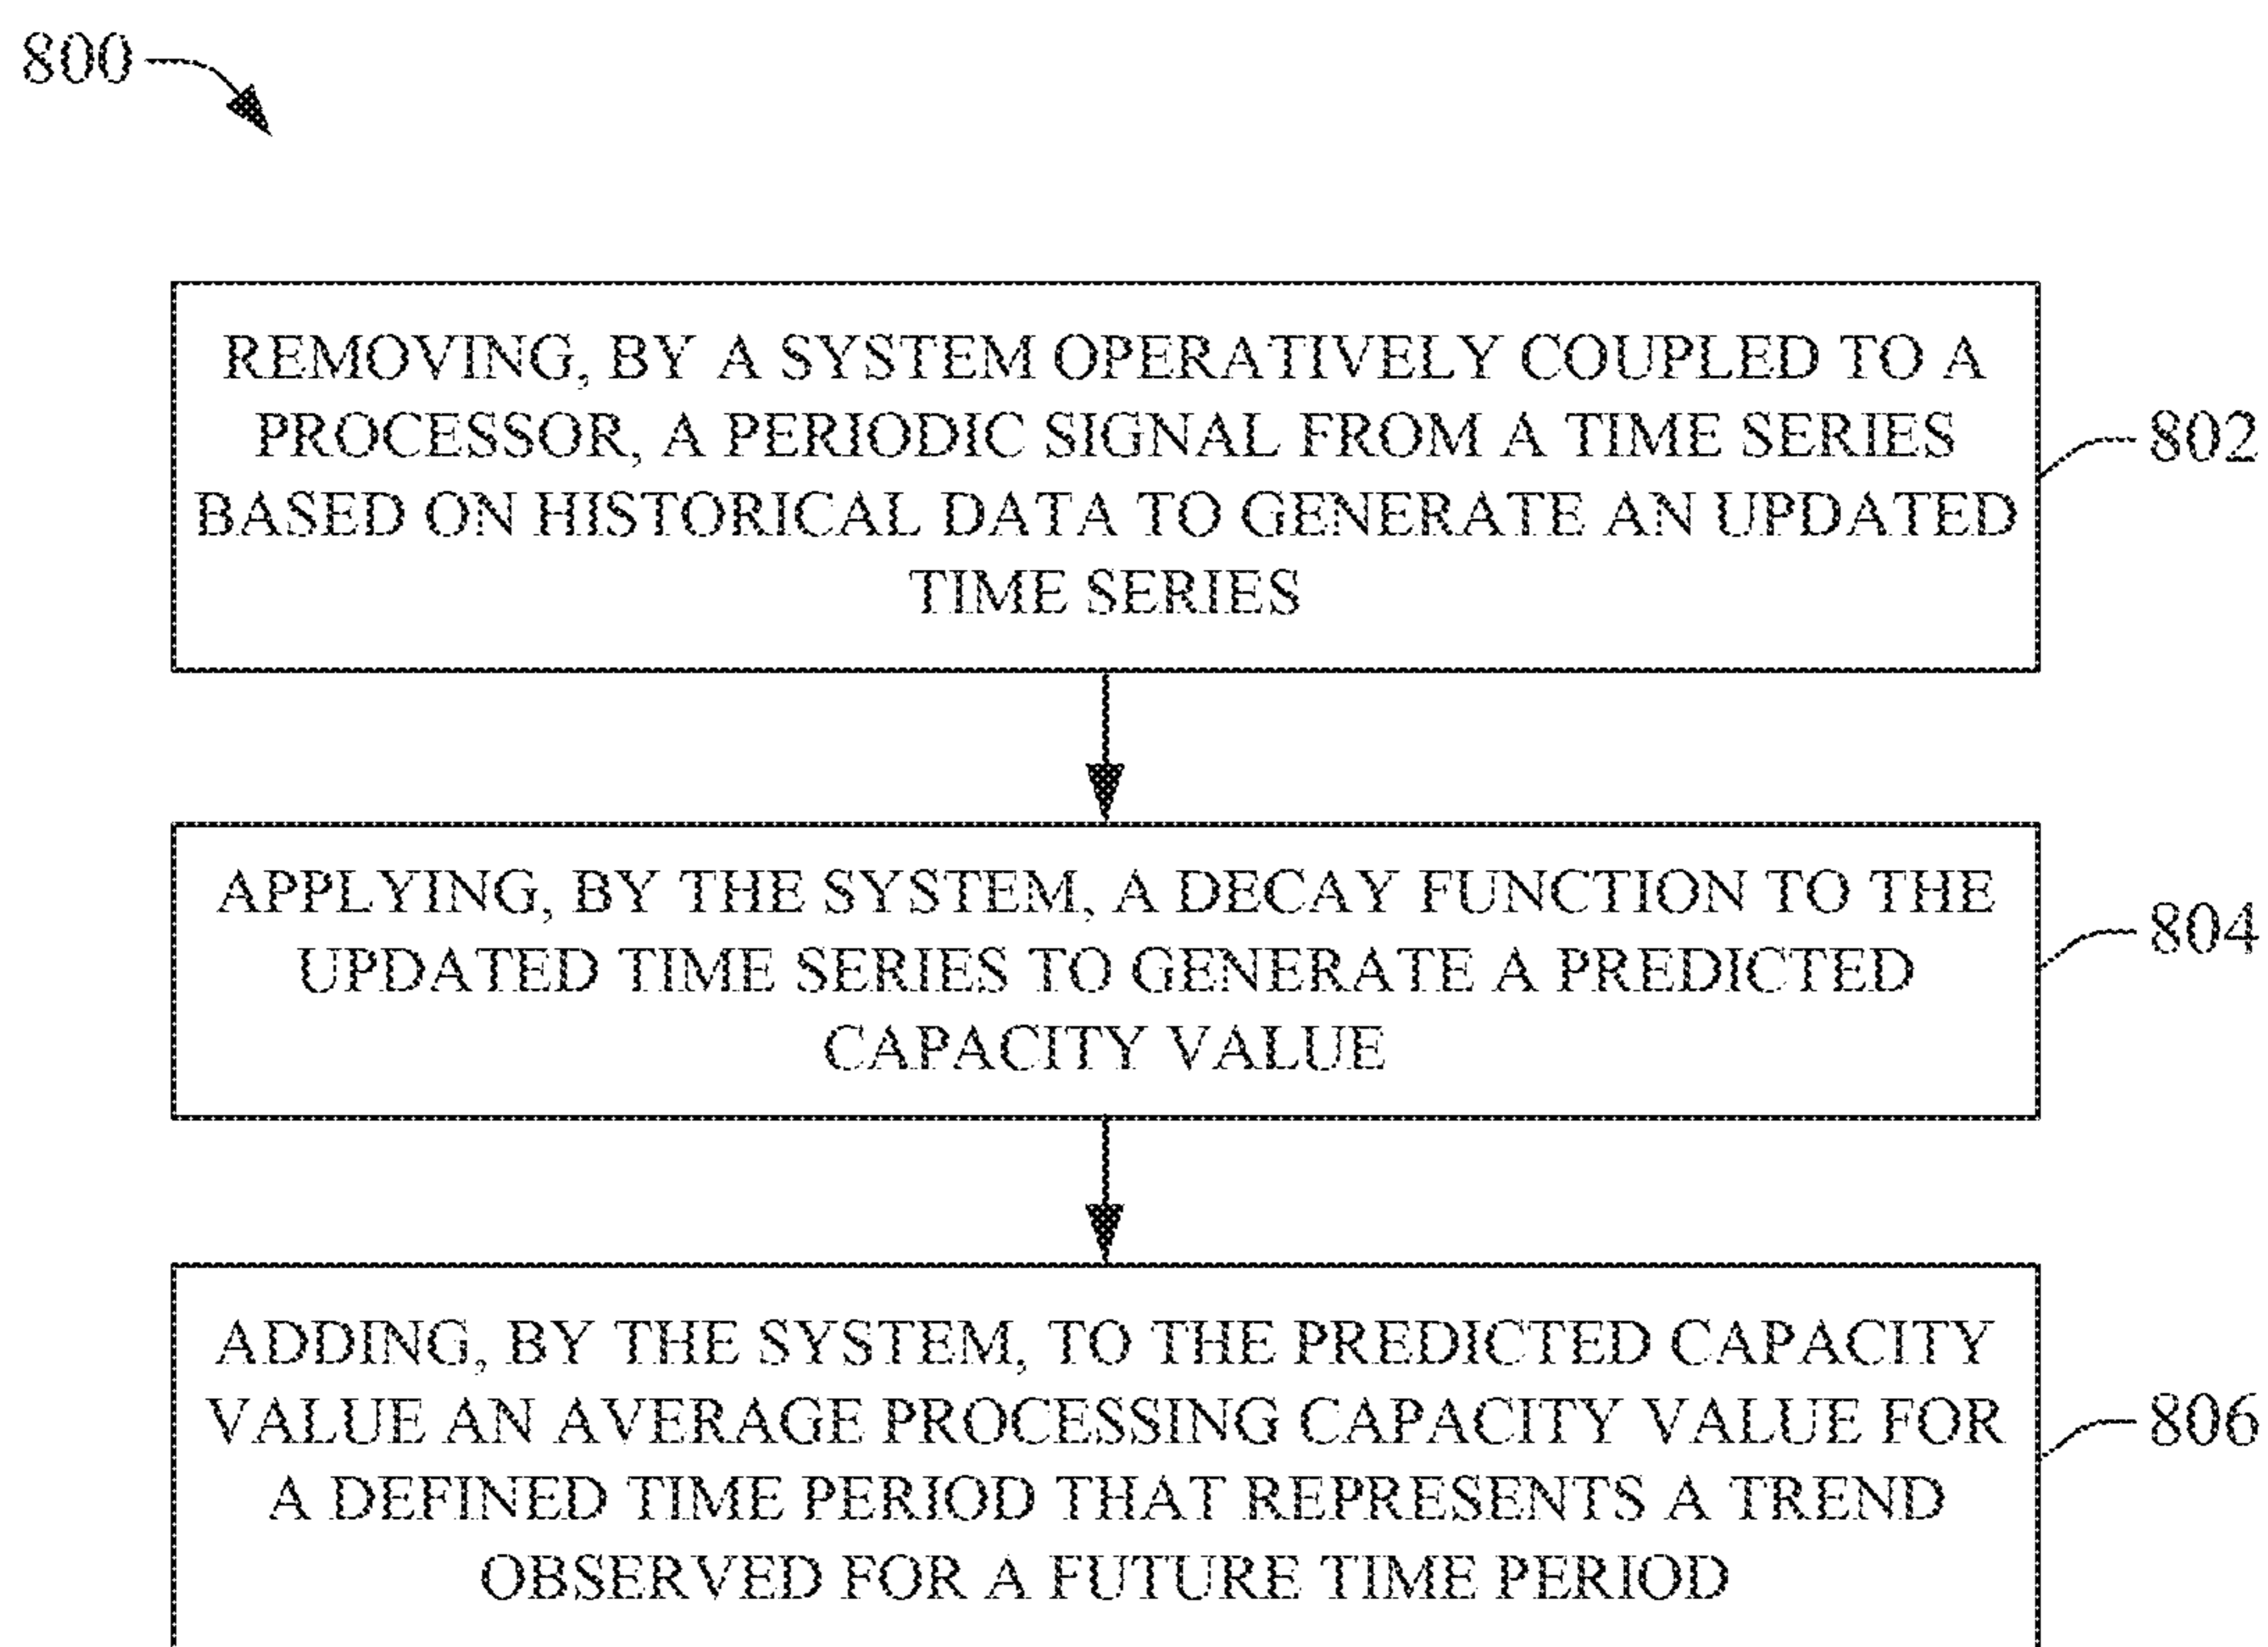 800
REMOVING, BY A SYSTEM OPERATIVELY COUPLED TO A
PROCESSOR, A PERIODIC SIGNAL FROM A TIME SERIES
BASED ON HISTORICAL DATA TO GENERATE AN UPDATED
TIME SERIES
802
APPLYING, BY THE SYSTEM, A DECAY FUNCTION TO THE
UPDATED TIME SERIES TO GENERATE A PREDICTED
CAPACITY VALUE
804
ADDING, BY THE SYSTEM, TO THE PREDICTED CAPACITY
VALUE AN AVERAGE PROCESSING CAPACITY VALUE FOR
A DEFINED TIME PERIOD THAT REPRESENTS A TREND
OBSERVED FOR A FUTURE TIME PERIOD
806